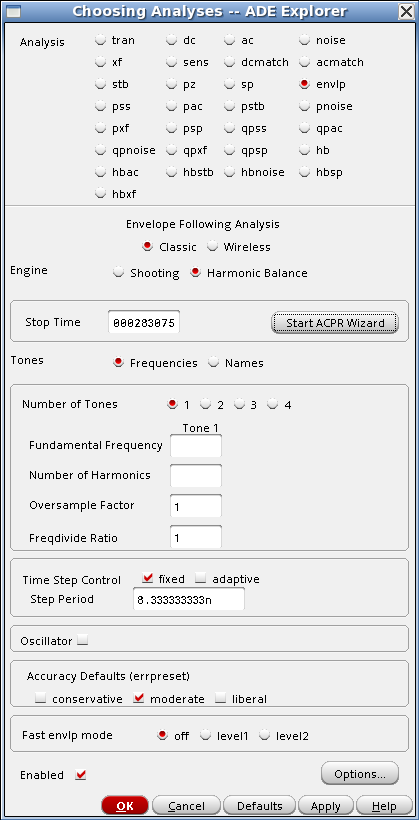 Choosing Analyses -- ADE Explorer
Analysis tran dc ac noise
xf sens dcmatch acmatch
stb pz sp envlp
pss pac pstb pnoise
pxf psp qpss qpac
qpnoise qpxf qpsp hb
hbac hbstb hbnoise hbsp
hbxf
Envelope Following Analysis
Classic Wireless
Engine Shooting Harmonic Balance
Stop Time 000283075 Start ACPR Wizard
Tones Frequencies Names
Number of Tones 1 2 3 4
Tone 1
Fundamental Frequency
Number of Harmonics
Oversample Factor 1
Freqdivide Ratio 1
Time Step Control fixed adaptive
Step Period 8.333333333n
Oscillator
Accuracy Defaults (errpreset)
conservative moderate liberal
Fast envlp mode off level1 level2
Enabled Options...
OK Cancel Defaults Apply Help